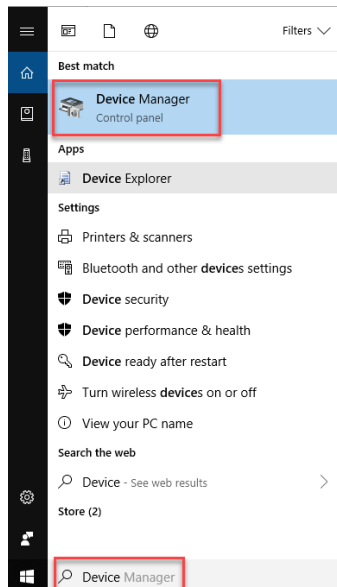 Filters
Best match
Device Manager
Control panel
Apps
Device Explorer
Settings
Printers & scanners
Bluetooth and other devices settings
Device security
Device performance & health
Device ready after restart
Turn wireless devices on or off
View your PC name
Search the web
Device - See web results
Store (2)
Device Manager